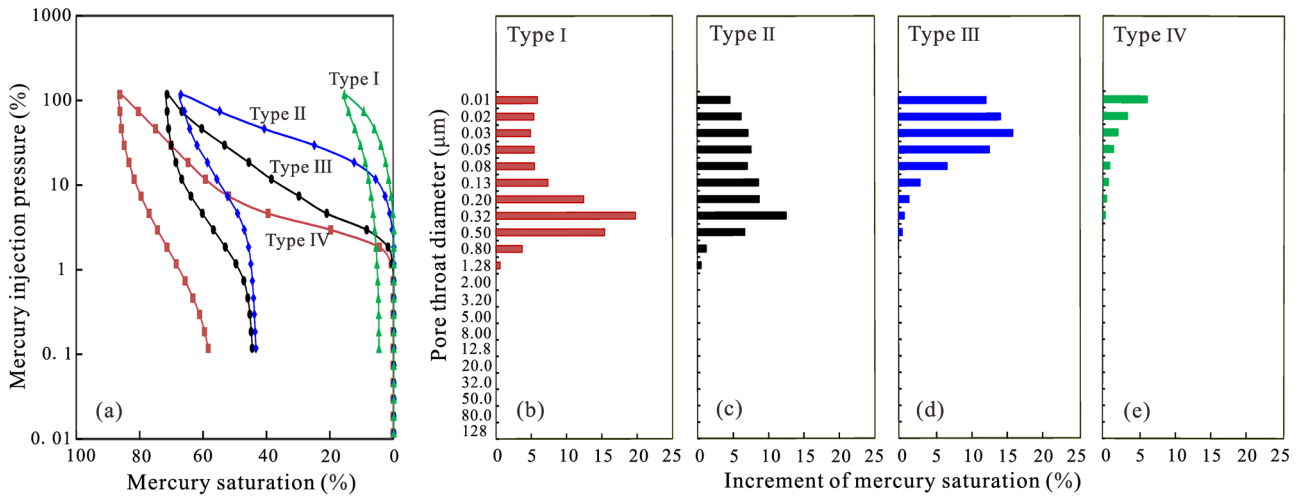 Mercury injection pressure (%)
1000
100
10
1
0. 1
0. 01
Type I
Type II
Type III
Type IV
(a)
100 80 60 40 20 0
Mercury saturation (%)
Pore throat diameter (μm)
0.01
0.02
0.03
0.05
0.08
0.13
0.20
0.32
0.50
0.80
1.28
2.00
3.20
5.00
8.00
12.8
20.0
32.0
50.0
80.0
128
Type I
(b)
0 5 10 15 20 25
Type II
(c)
0 5 10 15 20 25
Type III
(d)
0 5 10 15 20 25
Type IV
(e)
0 5 10 15 20 25
Increment of mercury saturation (%)